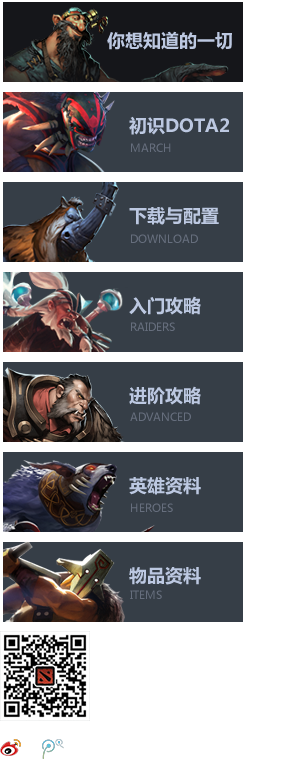 你想知道的一切
初识DOTA2
MARCH
下载与配置
DOWNLOAD
入门攻略
RAIDERS
进阶攻略
ADVANCED
英雄资料
HEROES
物品资料
ITEMS